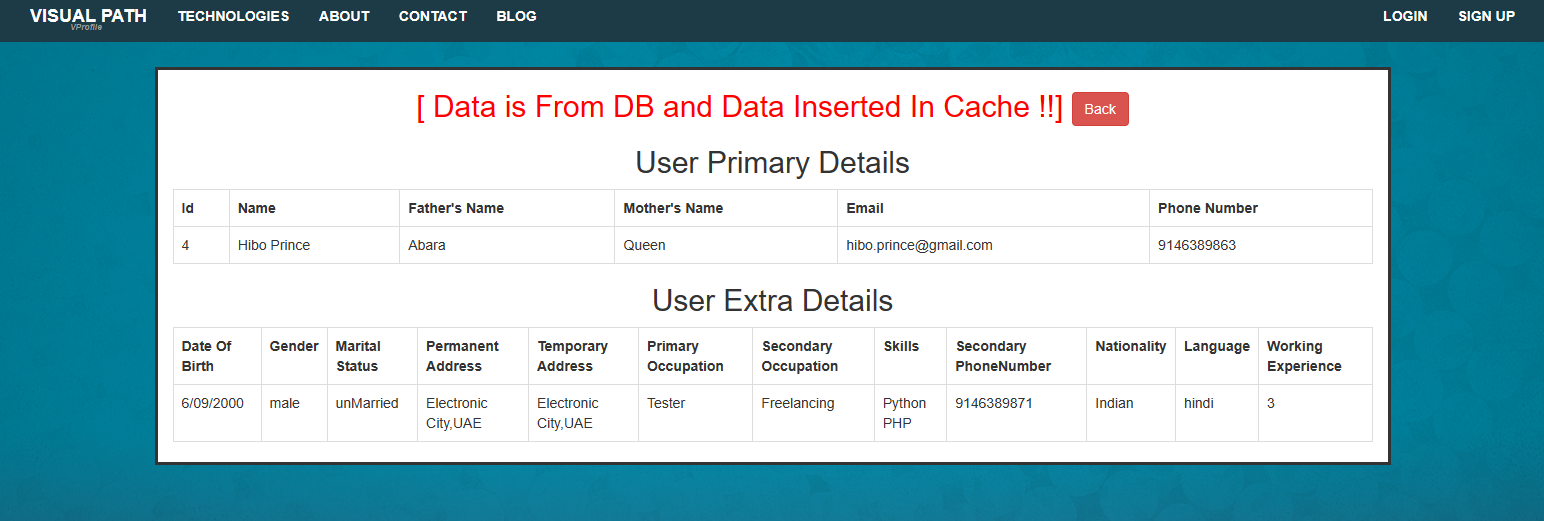 VISUAL PATH TECHNOLOGIES ABOUT CONTACT BLOG LOGIN SIGN UP
VProfile
[ Data is From DB and Data Inserted In Cache !!] Back
User Primary Details
Id Name Father's Name Mother's Name Email Phone Number
4 Hibo Prince Abara Queen hibo.prince@gmail.com 9146389863
User Extra Details
Date Of Birth Gender Marital Status Permanent Address Temporary Address Primary Occupation Secondary Occupation Skills Secondary PhoneNumber Nationality Language Working Experience
6/09/2000 male unMarried Electronic City,UAE Electronic City,UAE Tester Freelancing Python PHP 9146389871 Indian hindi 3